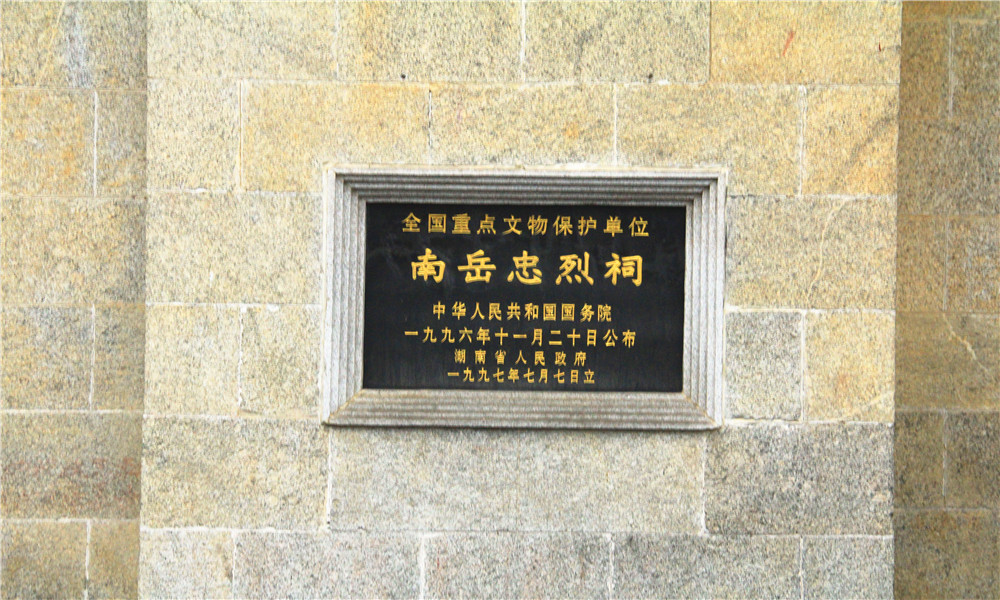 全国重点文物保护单位
南岳忠烈祠
中华人民共和国国务院
一九九六年十一月二十日公布
湖南省人民政府
一九九七年七月七日立